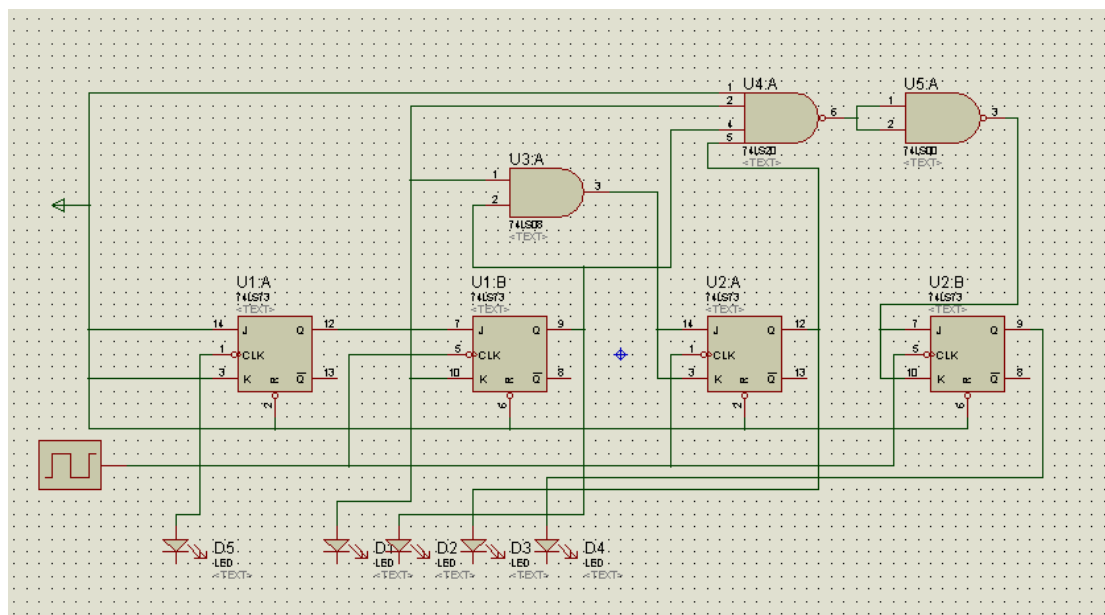 U4:A
1
2
4
5
6
74LS20
<TEXT>
U5:A
1
2
3
74LS00
<TEXT>
U3:A
1
2
3
74LS08
<TEXT>
U1:A
74LS73
<TEXT>
14 J Q 12
1 CLK
3 K R Q 13
2
U1:B
74LS73
<TEXT>
7 J Q 9
5 CLK
10 K R Q 8
6
U2:A
74LS73
<TEXT>
14 J Q 12
1 CLK
3 K R Q 13
2
U2:B
74LS73
<TEXT>
7 J Q 9
5 CLK
10 K R Q 8
6
D5
LED
<TEXT>
D1
LED
<TEXT>
D2
LED
<TEXT>
D3
LED
<TEXT>
D4
LED
<TEXT>